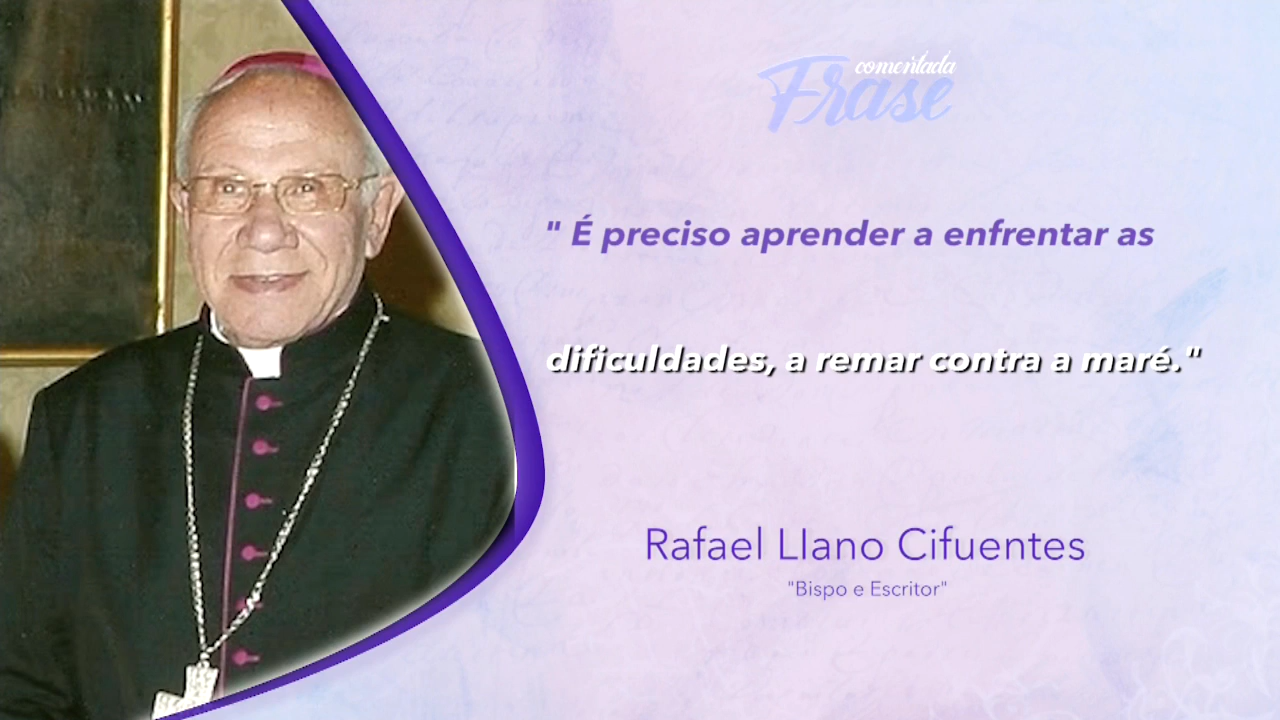 comentada
Frase
" É preciso aprender a enfrentar as
dificuldades, a remar contra a maré."
Rafael Llano Cifuentes
"Bispo e Escritor"